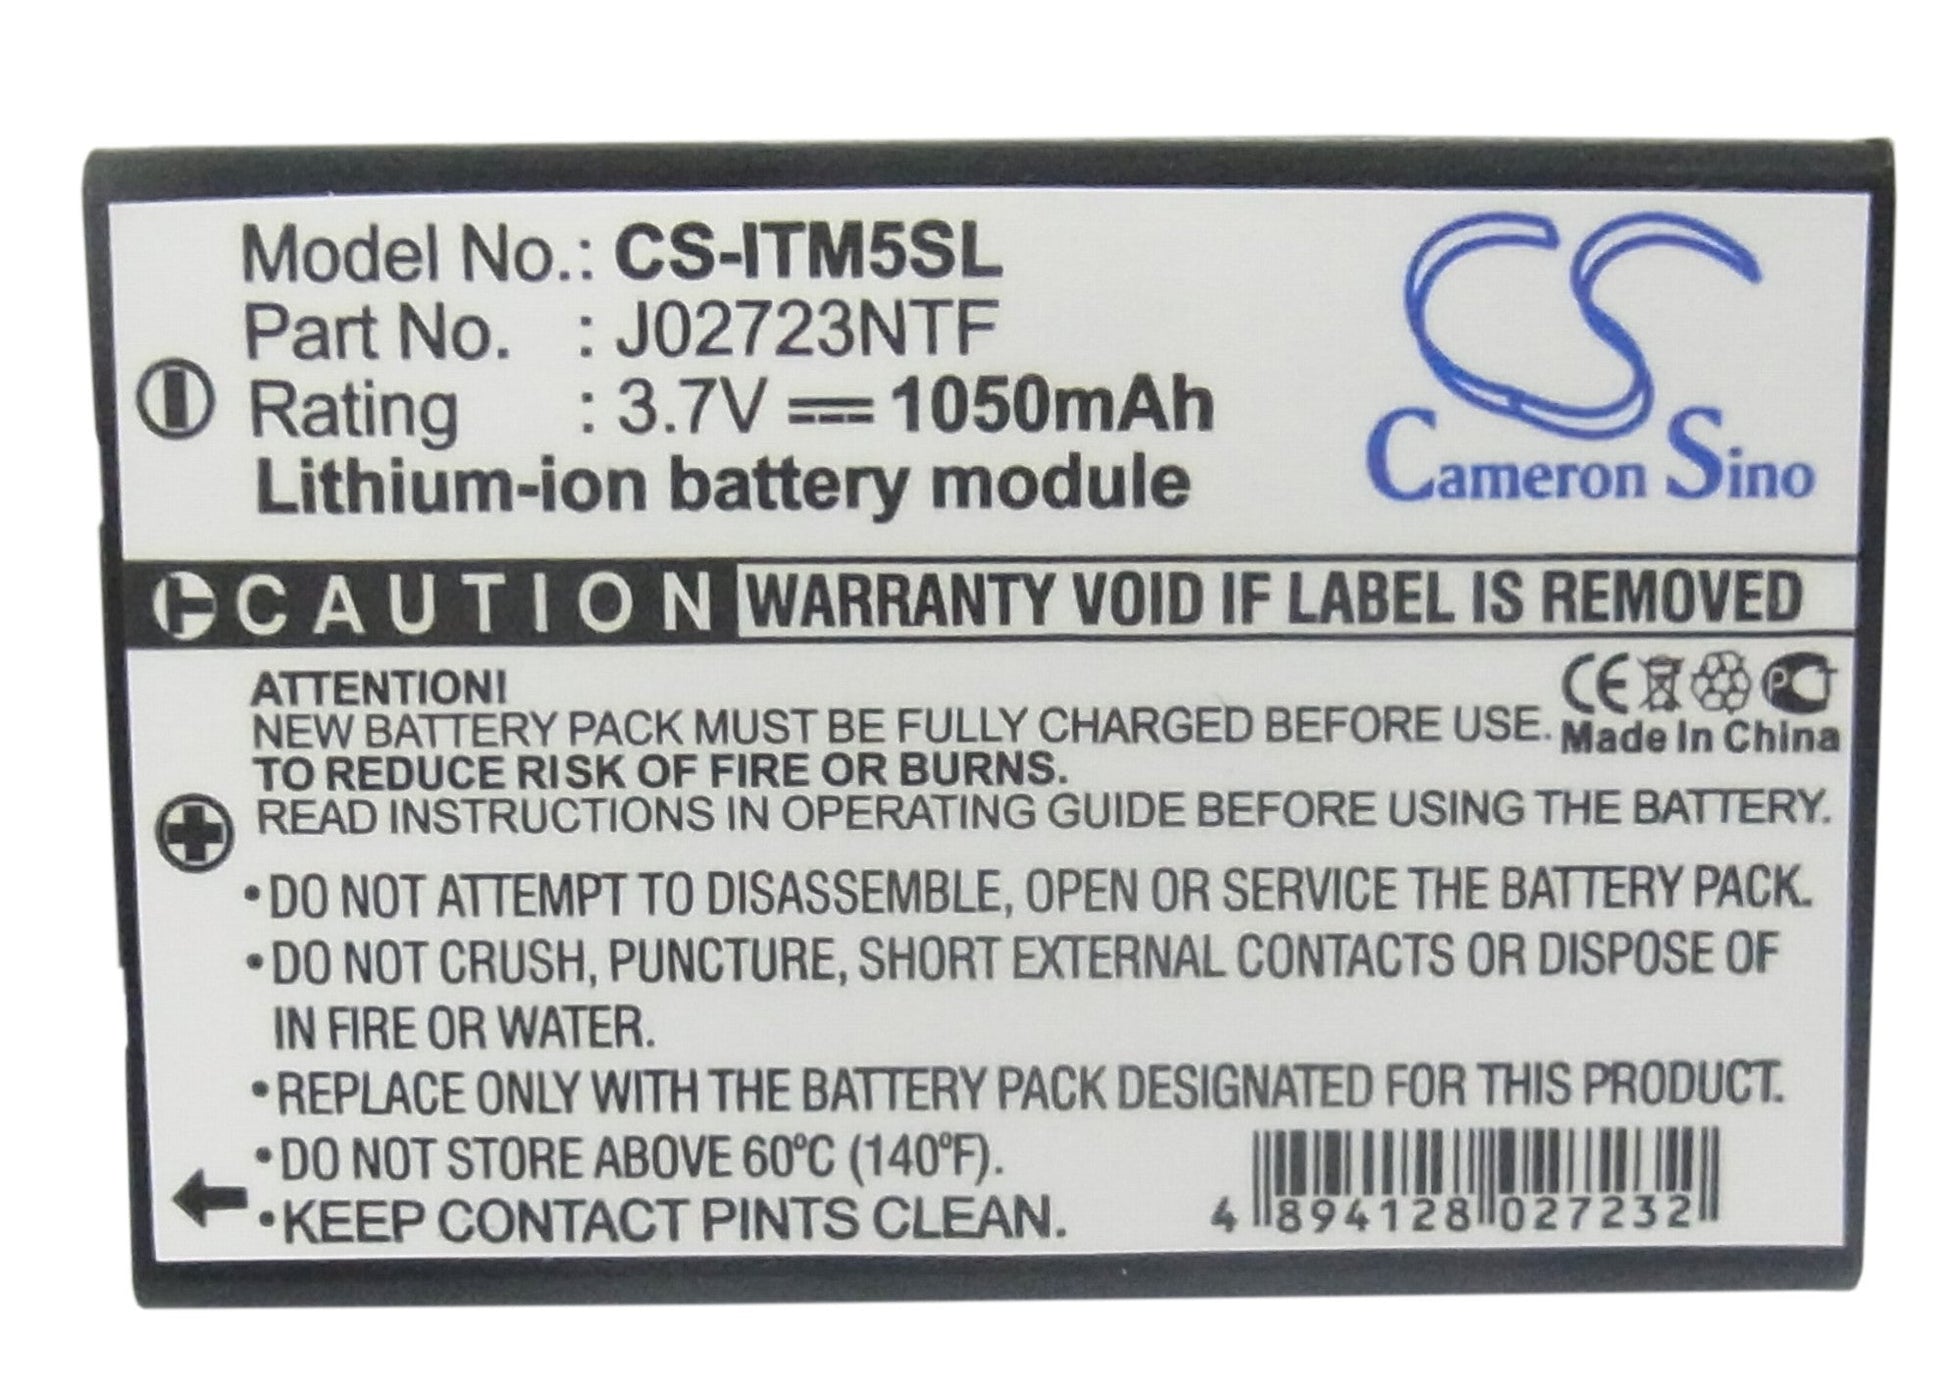 Model No.: CS-ITM5SL
Part No. : J02723NTF
Rating : 3.7V 1050mAh
Lithium-ion battery module
CS
Cameron Sino
CAUTION WARRANTY VOID IF LABEL IS REMOVED
ATTENTION!
NEW BATTERY PACK MUST BE FULLY CHARGED BEFORE USE.
TO REDUCE RISK OF FIRE OR BURNS.
READ INSTRUCTIONS IN OPERATING GUIDE BEFORE USING THE BATTERY.
CE PCT
Made In China
•DO NOT ATTEMPT TO DISASSEMBLE, OPEN OR SERVICE THE BATTERY PACK.
•DO NOT CRUSH, PUNCTURE, SHORT EXTERNAL CONTACTS OR DISPOSE OF
IN FIRE OR WATER.
•REPLACE ONLY WITH THE BATTERY PACK DESIGNATED FOR THIS PRODUCT.
•DO NOT STORE ABOVE 60ºC (140ºF).
•KEEP CONTACT PINTS CLEAN.
4 894128 027232